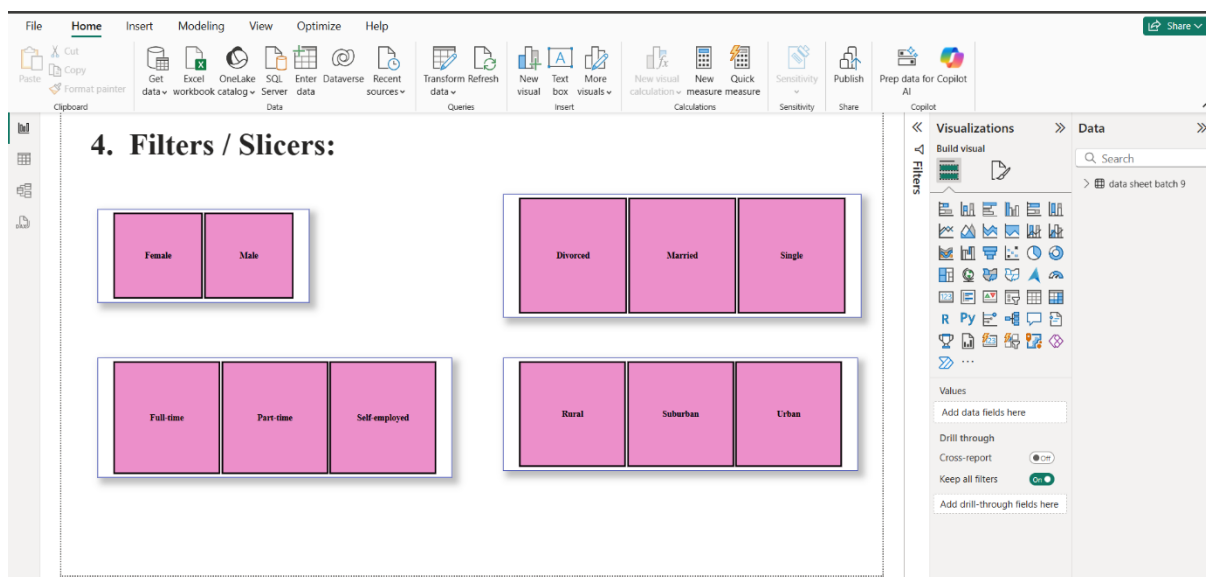 File Home Insert Modeling View Optimize Help Share
Cut
Copy
Format painter
Paste
Get data
Excel workbook
OneLake catalog
SQL Server
Enter data
Dataverse
Recent sources
Transform data
Refresh
New visual
Text box
More visuals
New visual calculation
New measure
Quick measure
Sensitivity
Publish
Prep data for AI
Copilot
Clipboard Data Queries Insert Calculations Sensitivity Share Copilot
4. Filters / Slicers:
Female Male
Divorced Married Single
Full-time Part-time Self-employed
Rural Suburban Urban
Filters
Visualizations
Build visual
123
R Py
Values
Add data fields here
Drill through
Cross-report Off
Keep all filters On
Add drill-through fields here
Data
Search
data sheet batch 9